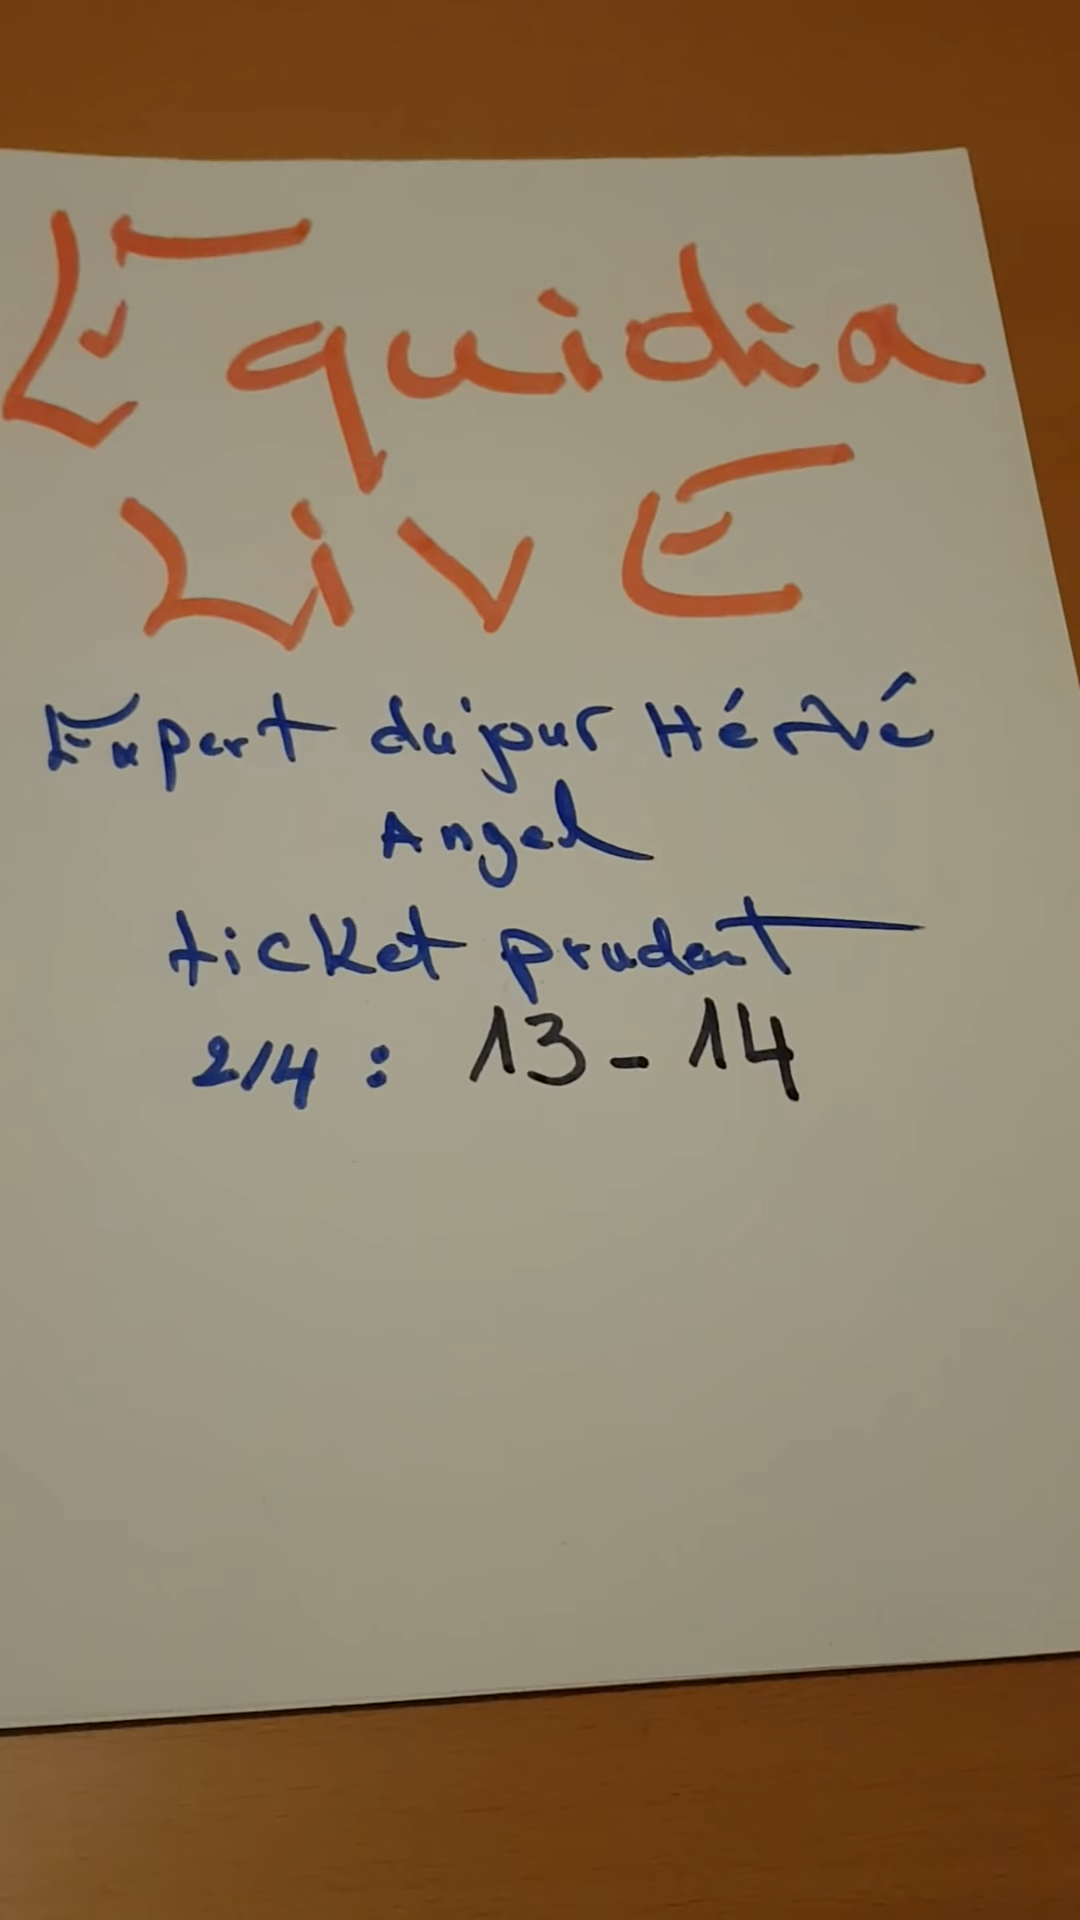 Equidia
LiVE
Expert du jour Hérvé
Angel
ticket prudent
2/4 : 13 - 14